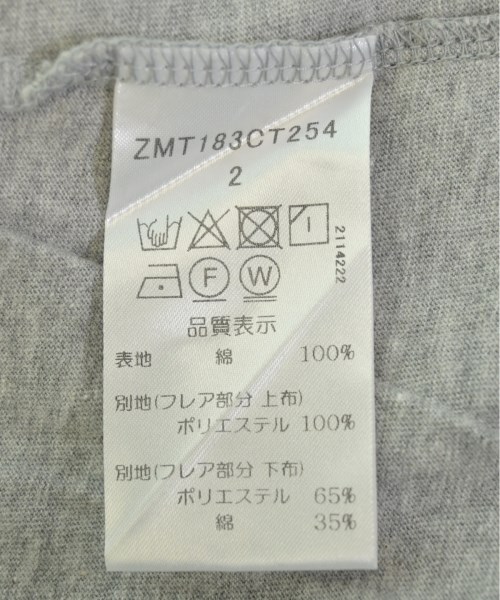 ZMT183CT254
2
2114222
F W
品質表示
表地 綿 100%
別地(フレア部分 上布)
ポリエステル 100%
別地(フレア部分 下布)
ポリエステル 65%
綿 35%